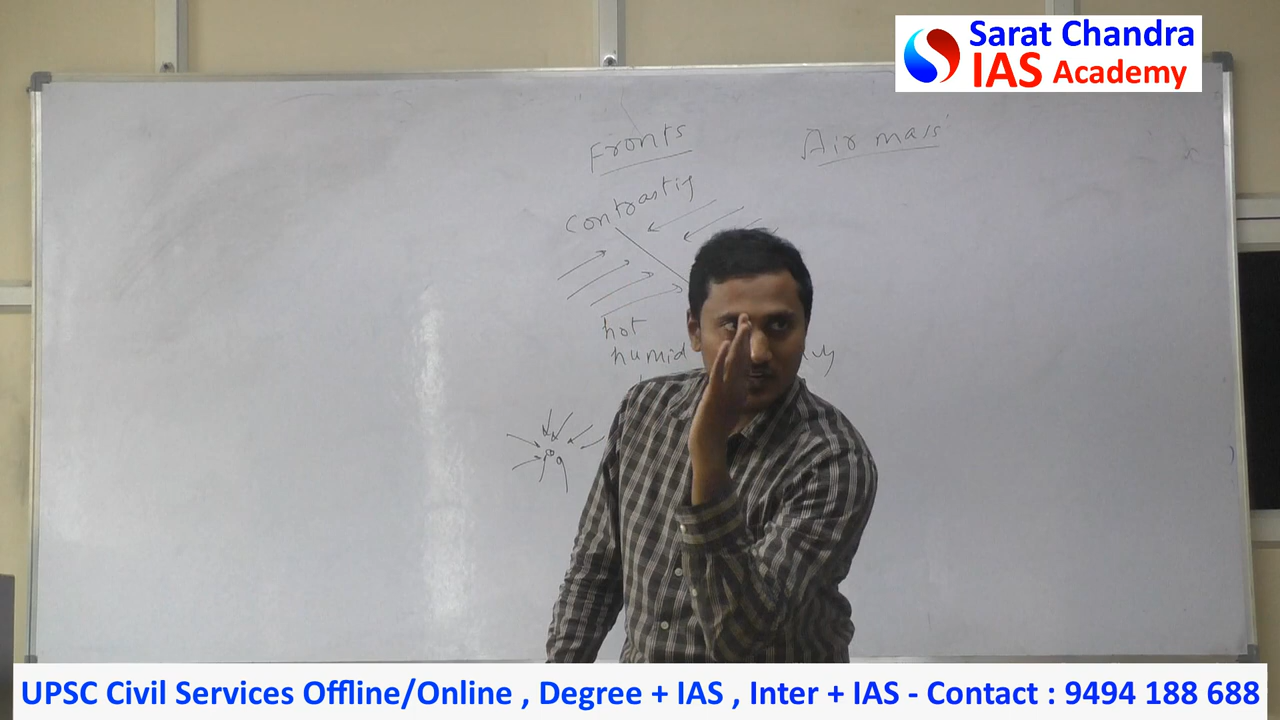 Sarat Chandra
IAS Academy
Fronts
Air mass
Contrastig
hot
humid
UPSC Civil Services Offline/Online , Degree + IAS , Inter + IAS - Contact : 9494 188 688